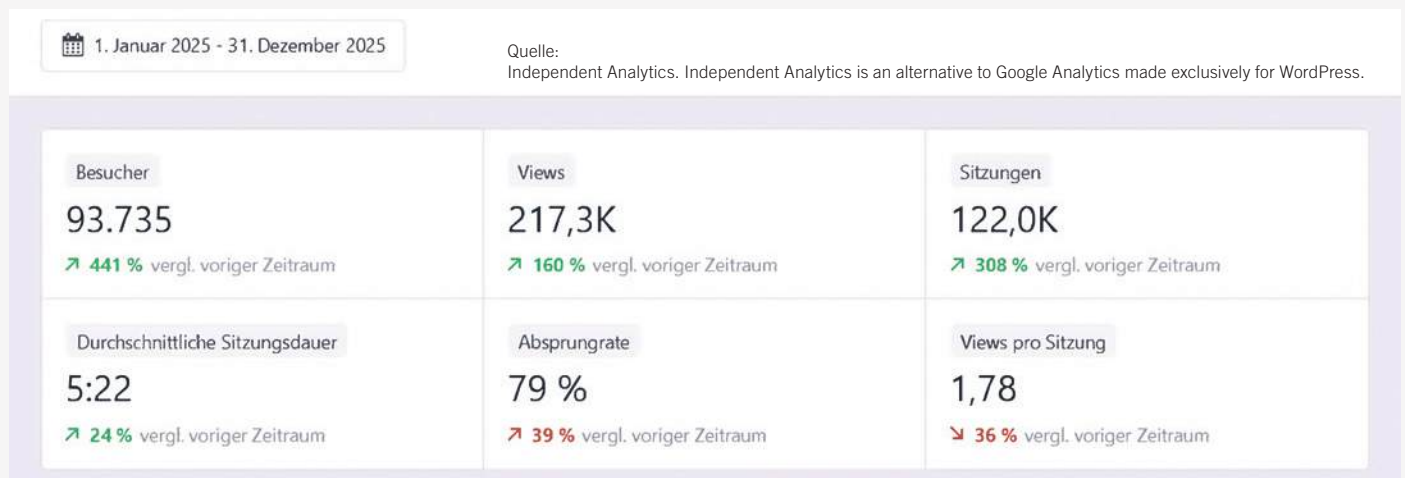 1. Januar 2025 - 31. Dezember 2025
Quelle:
Independent Analytics. Independent Analytics is an alternative to Google Analytics made exclusively for WordPress.
Besucher
93.735
↗ 441 % vergl. voriger Zeitraum
Views
217,3K
↗ 160 % vergl. voriger Zeitraum
Sitzungen
122,0K
↗ 308 % vergl. voriger Zeitraum
Durchschnittliche Sitzungsdauer
5:22
↗ 24 % vergl. voriger Zeitraum
Absprungrate
79 %
↗ 39 % vergl. voriger Zeitraum
Views pro Sitzung
1,78
↘ 36 % vergl. voriger Zeitraum